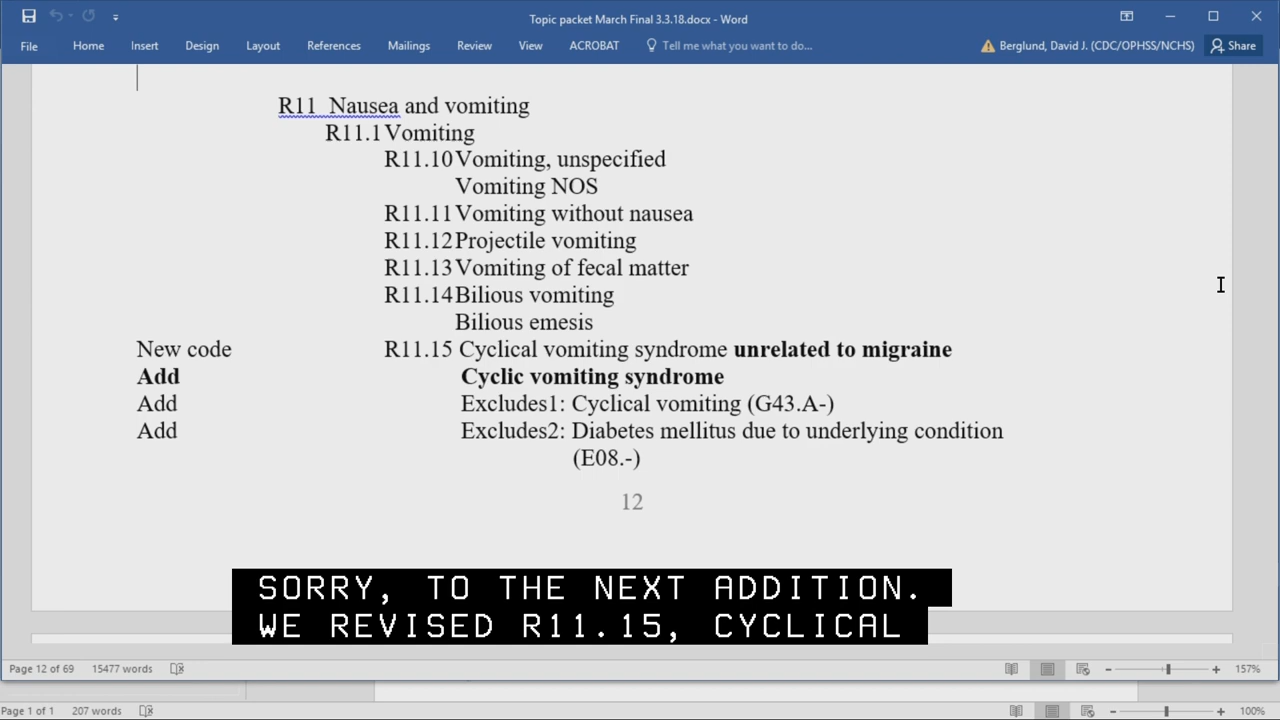 Topic packet March Final 3.3.18.docx - Word
File Home Insert Design Layout References Mailings Review View ACROBAT Tell me what you want to do... Berglund, David J. (CDC/OPHSS/NCHS) Share
R11 Nausea and vomiting
R11.1 Vomiting
R11.10 Vomiting, unspecified
Vomiting NOS
R11.11 Vomiting without nausea
R11.12 Projectile vomiting
R11.13 Vomiting of fecal matter
R11.14 Bilious vomiting
Bilious emesis
New code R11.15 Cyclical vomiting syndrome unrelated to migraine
Add Cyclic vomiting syndrome
Add Excludes1: Cyclical vomiting (G43.A-)
Add Excludes2: Diabetes mellitus due to underlying condition
(E08.-)
12
SORRY, TO THE NEXT ADDITION.
WE REVISED R11.15, CYCLICAL
Page 12 of 69 15477 words 157%
Page 1 of 1 207 words 100%